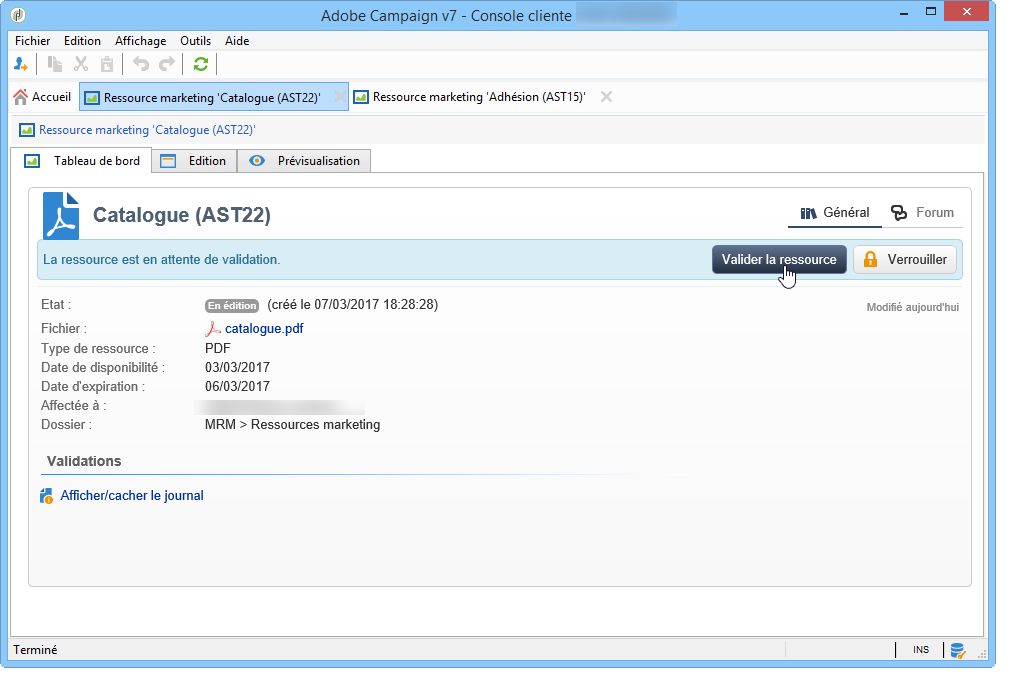 Adobe Campaign v7 - Console cliente
Fichier Edition Affichage Outils Aide
Accueil Ressource marketing 'Catalogue (AST22)' Ressource marketing 'Adhésion (AST15)'
Ressource marketing 'Catalogue (AST22)'
Tableau de bord Edition Prévisualisation
Catalogue (AST22) Général Forum
La ressource est en attente de validation. Valider la ressource Verrouiller
Etat : En édition (créé le 07/03/2017 18:28:28) Modifié aujourd'hui
Fichier : catalogue.pdf
Type de ressource : PDF
Date de disponibilité : 03/03/2017
Date d'expiration : 06/03/2017
Affectée à :
Dossier : MRM > Ressources marketing
Validations
Afficher/cacher le journal
Terminé INS